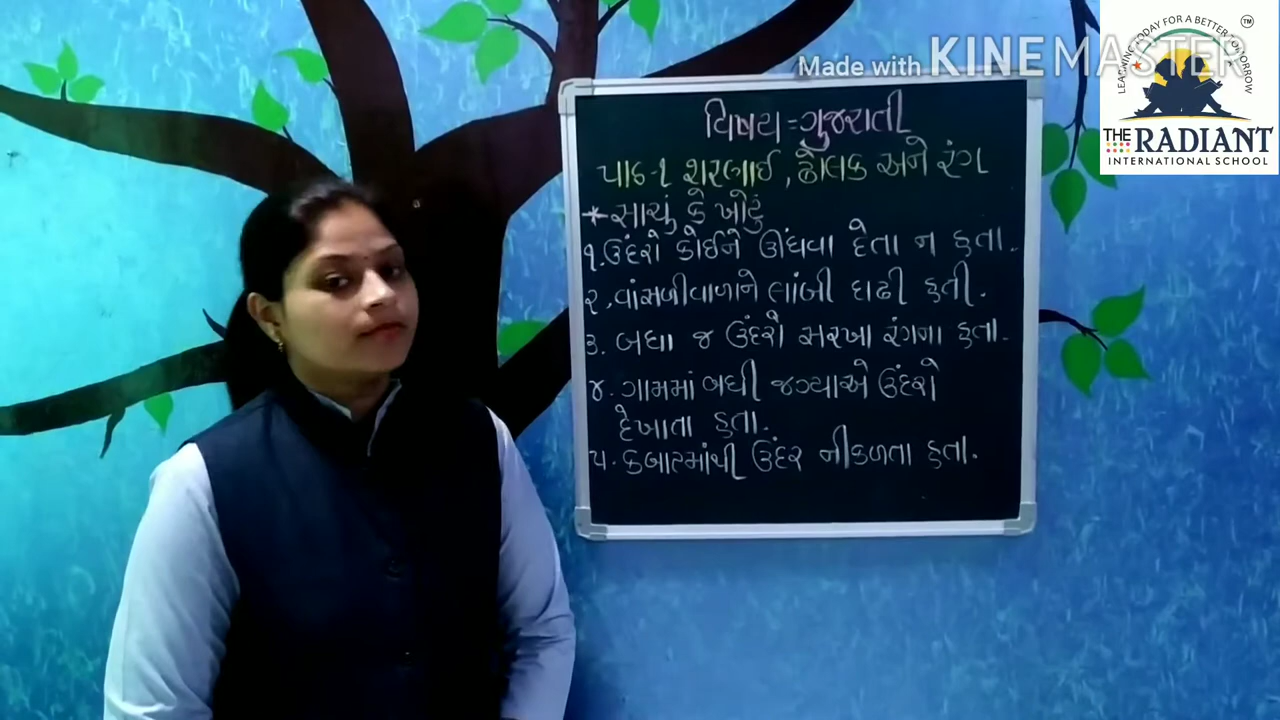 Made with KINEMASTER
LEARNING TODAY FOR A BETTER TOMORROW
TM
THE RADIANT
INTERNATIONAL SCHOOL
વિષય=ગુજરાતી
પાઠ-૧ શરણાઈ, ઢોલક અને રંગ
* સાચું કે ખોટું
૧. ઉંદરો કોઈને ઊંઘવા દેતા ન હતા.
૨. વાંસળીવાળાને લાંબી દાઢી હતી.
૩. બધા જ ઉંદરો સરખા રંગના હતા.
૪. ગામમાં બધી જગ્યાએ ઉંદરો
દેખાતા હતા.
૫. કબાટમાંથી ઉંદર નીકળતા હતા.